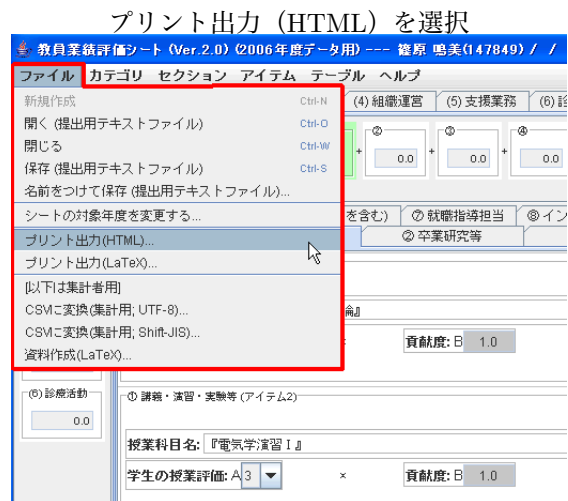 プリント出力（HTML）を選択
教員業績評価シート (Ver.2.0) (2006年度データ用) --- 篠原 鳴美(147849) / /
ファイル カテゴリ セクション アイテム テーブル ヘルプ
新規作成 Ctrl-N
開く (提出用テキストファイル) Ctrl-O
閉じる Ctrl-W
保存 (提出用テキストファイル) Ctrl-S
名前をつけて保存 (提出用テキストファイル)...
シートの対象年度を変更する...
プリント出力(HTML)...
プリント出力(LaTeX)...
[以下は集計者用]
CSVに変換(集計用; UTF-8)...
CSVに変換(集計用; Shift-JIS)...
資料作成(LaTeX)...
(4) 組織運営 (5) 支援業務 (6)
② ③ ④
+ 0.0 + 0.0 + 0.0
を含む) ⑦ 就職指導担当 ⑧ イン
② 卒業研究等
論』
× 貢献度: B 1.0
(6) 診療活動
0.0
① 講義・演習・実験等 (アイテム2)
授業科目名: 『電気学演習Ⅰ』
学生の授業評価: A 3 × 貢献度: B 1.0